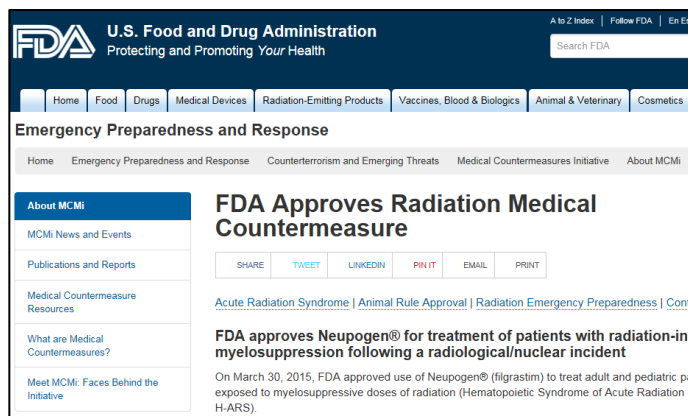 A to Z Index | Follow FDA | En Es
FDA
U.S. Food and Drug Administration
Protecting and Promoting Your Health
Search FDA
Home Food Drugs Medical Devices Radiation-Emitting Products Vaccines, Blood & Biologics Animal & Veterinary Cosmetics
Emergency Preparedness and Response
Home Emergency Preparedness and Response Counterterrorism and Emerging Threats Medical Countermeasures Initiative About MCMi
About MCMi
MCMi News and Events
Publications and Reports
Medical Countermeasure
Resources
What are Medical
Countermeasures?
Meet MCMi: Faces Behind the
Initiative
FDA Approves Radiation Medical
Countermeasure
SHARE TWEET LINKEDIN PIN IT EMAIL PRINT
Acute Radiation Syndrome | Animal Rule Approval | Radiation Emergency Preparedness | Cont
FDA approves Neupogen® for treatment of patients with radiation-in
myelosuppression following a radiological/nuclear incident
On March 30, 2015, FDA approved use of Neupogen® (filgrastim) to treat adult and pediatric pa
exposed to myelosuppressive doses of radiation (Hematopoietic Syndrome of Acute Radiation
H-ARS).